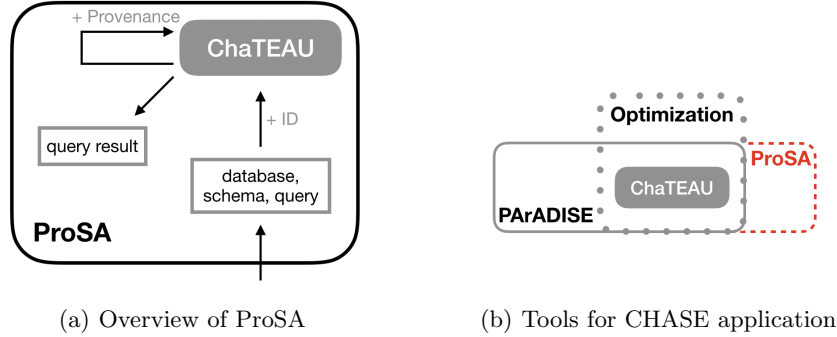 + Provenance
ChaTEAU
+ ID
query result
database,
schema, query
ProSA
(a) Overview of ProSA
Optimization
ProSA
ChaTEAU
PArADISE
(b) Tools for CHASE application